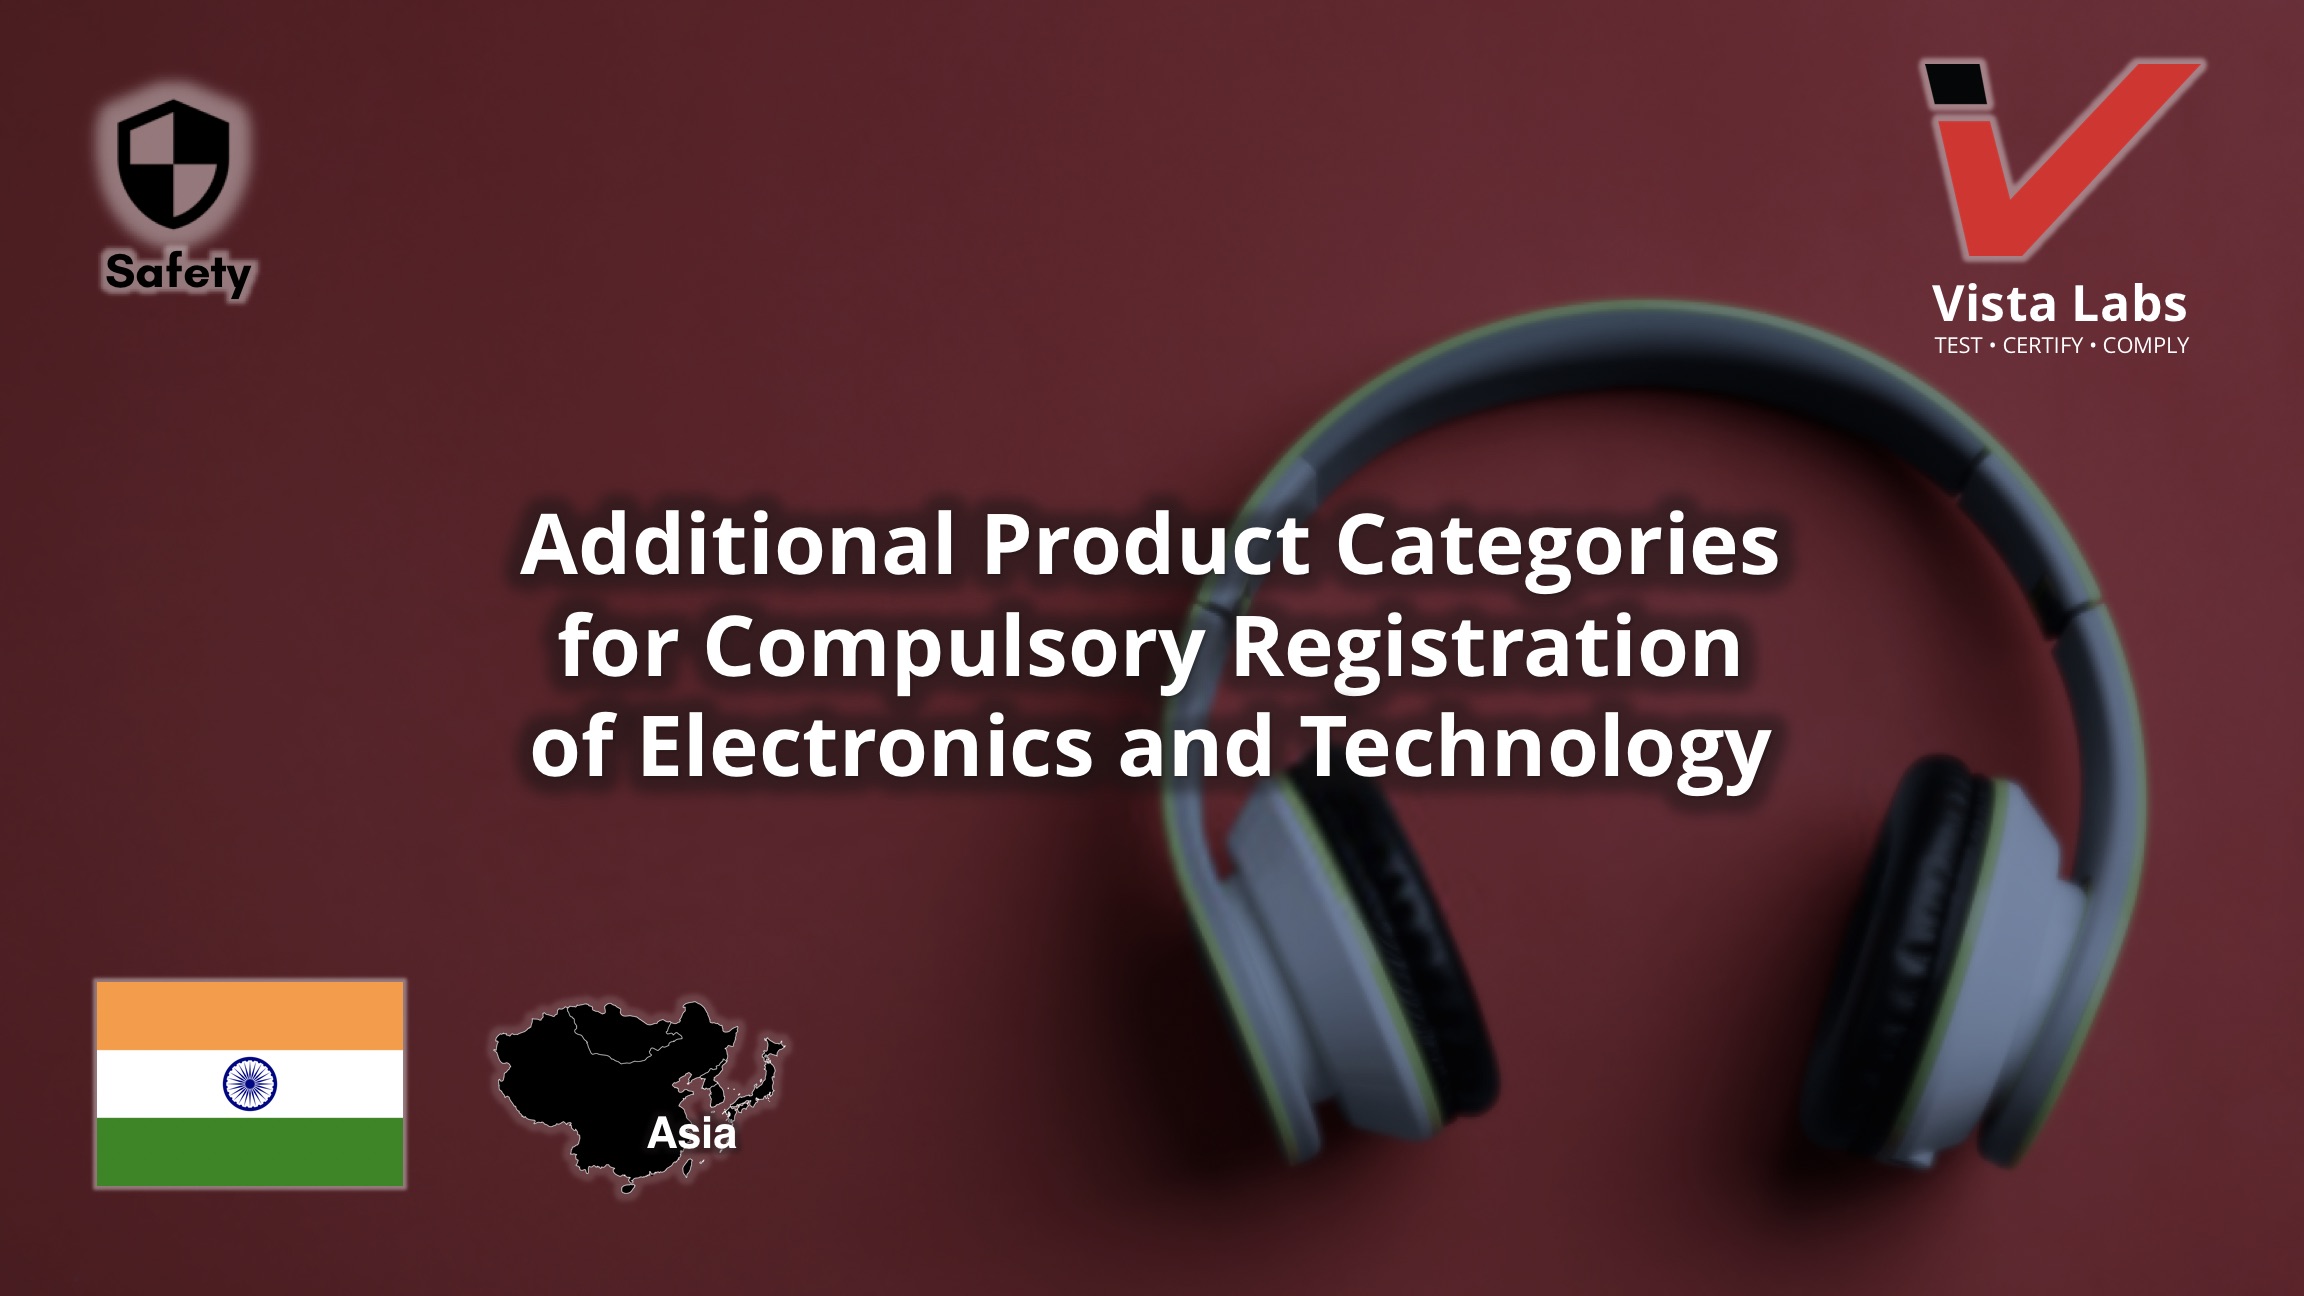 Safety
Vista Labs
TEST • CERTIFY • COMPLY
Additional Product Categories
for Compulsory Registration
of Electronics and Technology
Asia